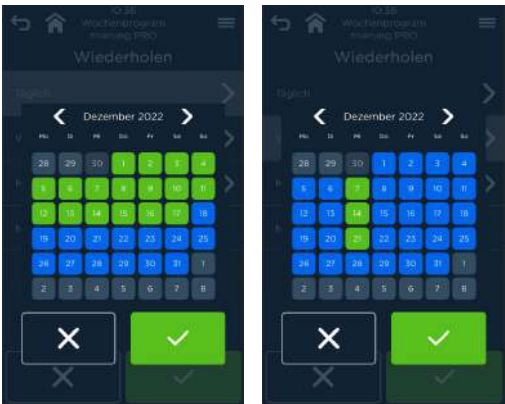 10:38
Wochenprogram
Wiederholen
Täglich
Dezember 2022
Mo Di Mi Do Fr Sa So
28 29 30 1 2 3 4
5 6 7 8 9 10 11
12 13 14 15 16 17 18
19 20 21 22 23 24 25
26 27 28 29 30 31 1
2 3 4 5 6 7 8
10:38
Wochenprogram
Wiederholen
Täglich
Dezember 2022
Mo Di Mi Do Fr Sa So
28 29 30 1 2 3 4
5 6 7 8 9 10 11
12 13 14 15 16 17 18
19 20 21 22 23 24 25
26 27 28 29 30 31 1
2 3 4 5 6 7 8